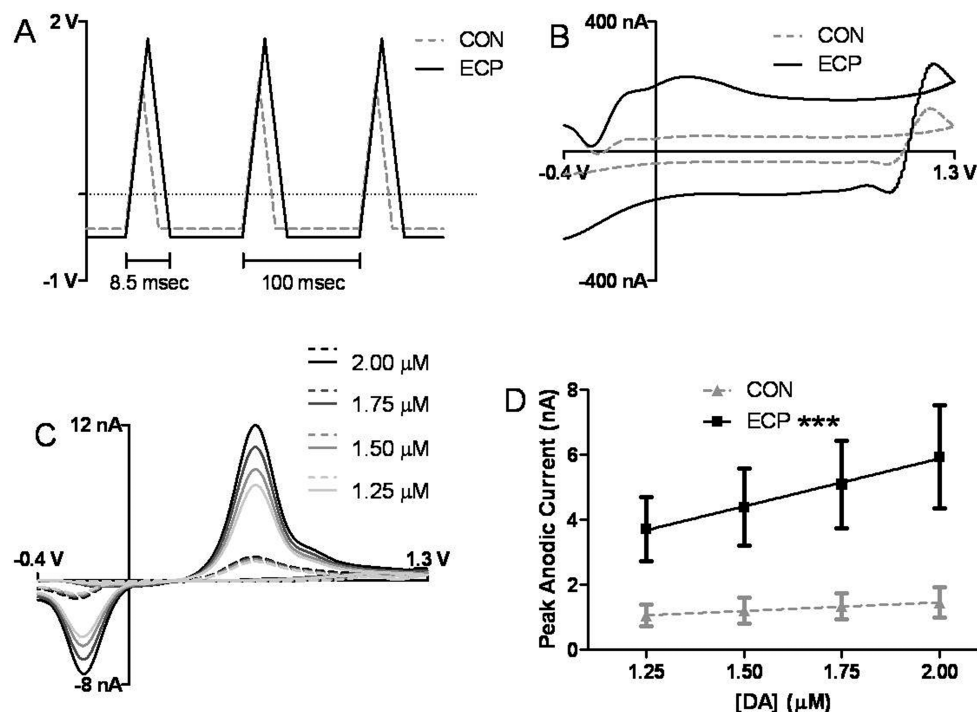 A
2 V
CON
ECP
-1 V
8.5 msec
100 msec
B
400 nA
CON
ECP
-0.4 V
1.3 V
-400 nA
C
2.00 μM
1.75 μM
1.50 μM
1.25 μM
12 nA
-0.4 V
1.3 V
-8 nA
D
CON
ECP ***
Peak Anodic Current (nA)
8
6
4
2
0
1.25
1.50
1.75
2.00
[DA] (μM)